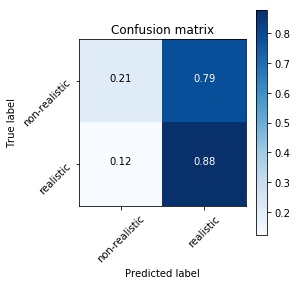 Confusion matrix
True label
non-realistic
0.21
0.79
realistic
0.12
0.88
non-realistic
realistic
Predicted label
0.8
0.7
0.6
0.5
0.4
0.3
0.2